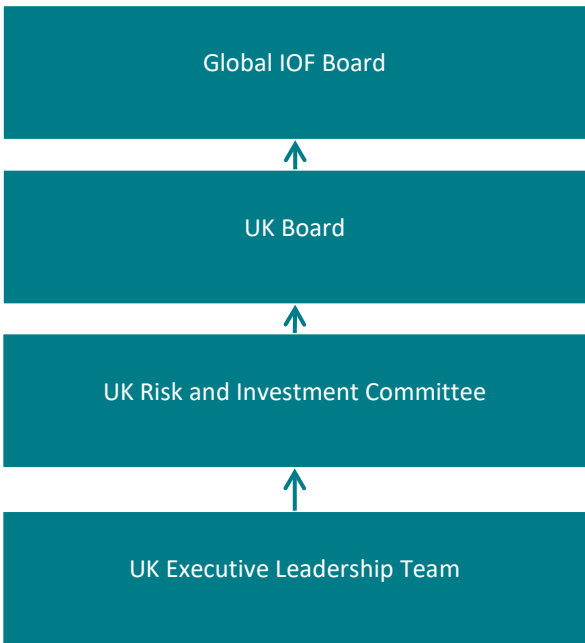 Global IOF Board
UK Board
UK Risk and Investment Committee
UK Executive Leadership Team